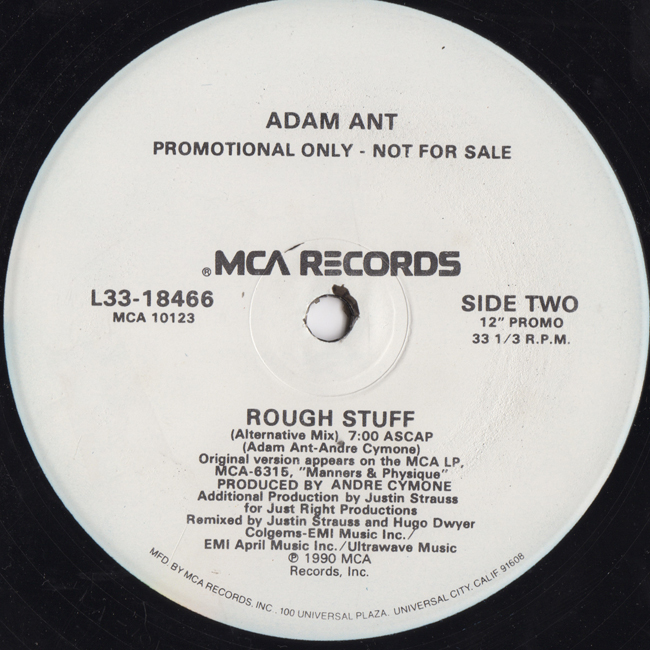 ADAM ANT
PROMOTIONAL ONLY - NOT FOR SALE
®MCA RECORDS
L33-18466
MCA 10123
SIDE TWO
12" PROMO
33 1/3 R.P.M.
ROUGH STUFF
(Alternative Mix) 7:00 ASCAP
(Adam Ant-Andre Cymone)
Original version appears on the MCA LP,
MCA-6315, "Manners & Physique"
PRODUCED BY ANDRE CYMONE
Additional Production by Justin Strauss
for Just Right Productions
Remixed by Justin Strauss and Hugo Dwyer
Colgems-EMI Music Inc./
EMI April Music Inc./Ultrawave Music
℗ 1990 MCA
Records, Inc.
MFD. BY MCA RECORDS, INC., 100 UNIVERSAL PLAZA, UNIVERSAL CITY, CALIF 91608